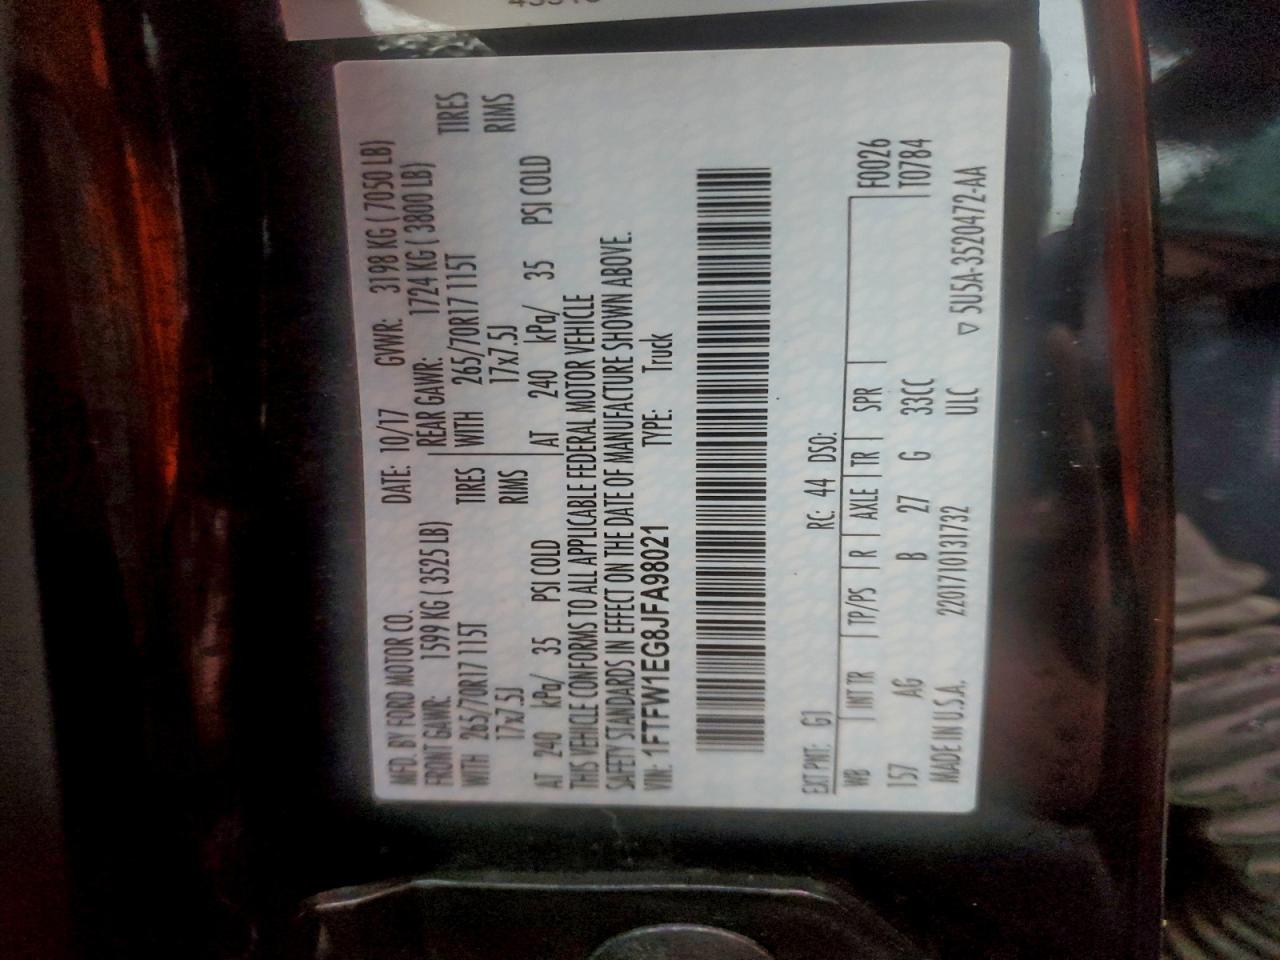 MFD. BY FORD MOTOR CO. DATE: 10/17 GVWR: 3198 KG ( 7050 LB)
FRONT GAWR: 1599 KG ( 3525 LB) REAR GAWR: 1724 KG ( 3800 LB)
WITH 265/70R17 115T TIRES WITH 265/70R17 115T TIRES
17x7.5J RIMS 17x7.5J RIMS
AT 240 kPa/ 35 PSI COLD AT 240 kPa/ 35 PSI COLD
THIS VEHICLE CONFORMS TO ALL APPLICABLE FEDERAL MOTOR VEHICLE
SAFETY STANDARDS IN EFFECT ON THE DATE OF MANUFACTURE SHOWN ABOVE.
VIN: 1FTFW1EG8JFA98021 TYPE: Truck
EXT PNT: G1 RC: 44 DSO:
WB INT TR TP/PS R AXLE TR SPR F0026
157 AG B 27 G 33CC T0784
MADE IN U.S.A. 2201710131732 ULC ▽ 5U5A-3520472-AA